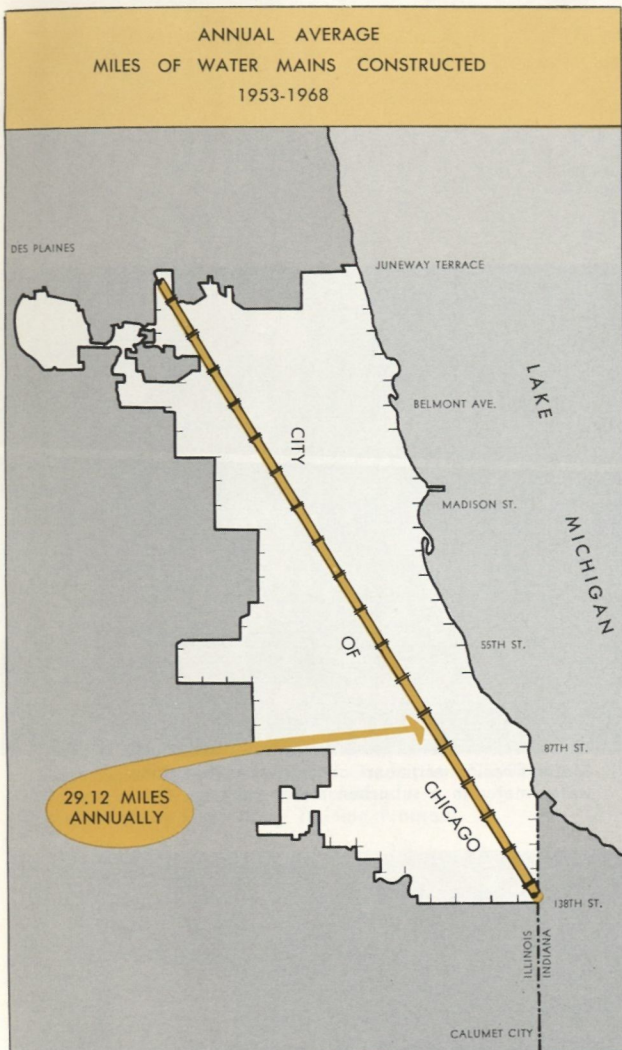 ANNUAL AVERAGE
MILES OF WATER MAINS CONSTRUCTED
1953-1968
DES PLAINES
JUNEWAY TERRACE
LAKE
BELMONT AVE.
CITY
MADISON ST.
MICHIGAN
OF
55TH ST.
87TH ST.
29.12 MILES
ANNUALLY
CHICAGO
138TH ST.
ILLINOIS
INDIANA
CALUMET CITY